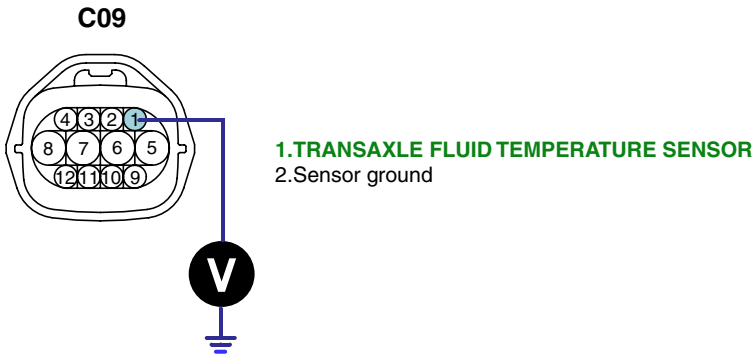 C09
4 3 2 1
8 7 6 5
12 11 10 9
1.TRANSAXLE FLUID TEMPERATURE SENSOR
2.Sensor ground
V